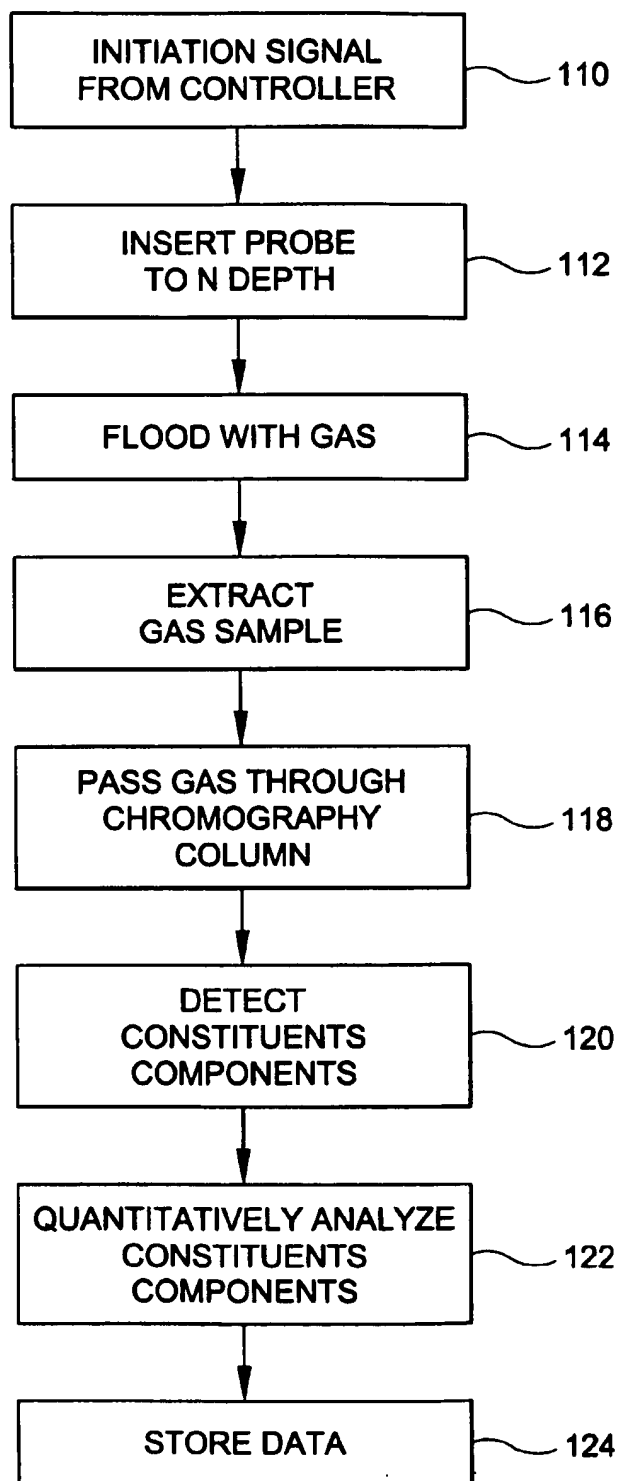 INITIATION SIGNAL
FROM CONTROLLER
110
INSERT PROBE
TO N DEPTH
112
FLOOD WITH GAS
114
EXTRACT
GAS SAMPLE
116
PASS GAS THROUGH
CHROMOGRAPHY
COLUMN
118
DETECT
CONSTITUENTS
COMPONENTS
120
QUANTITATIVELY ANALYZE
CONSTITUENTS
COMPONENTS
122
STORE DATA
124